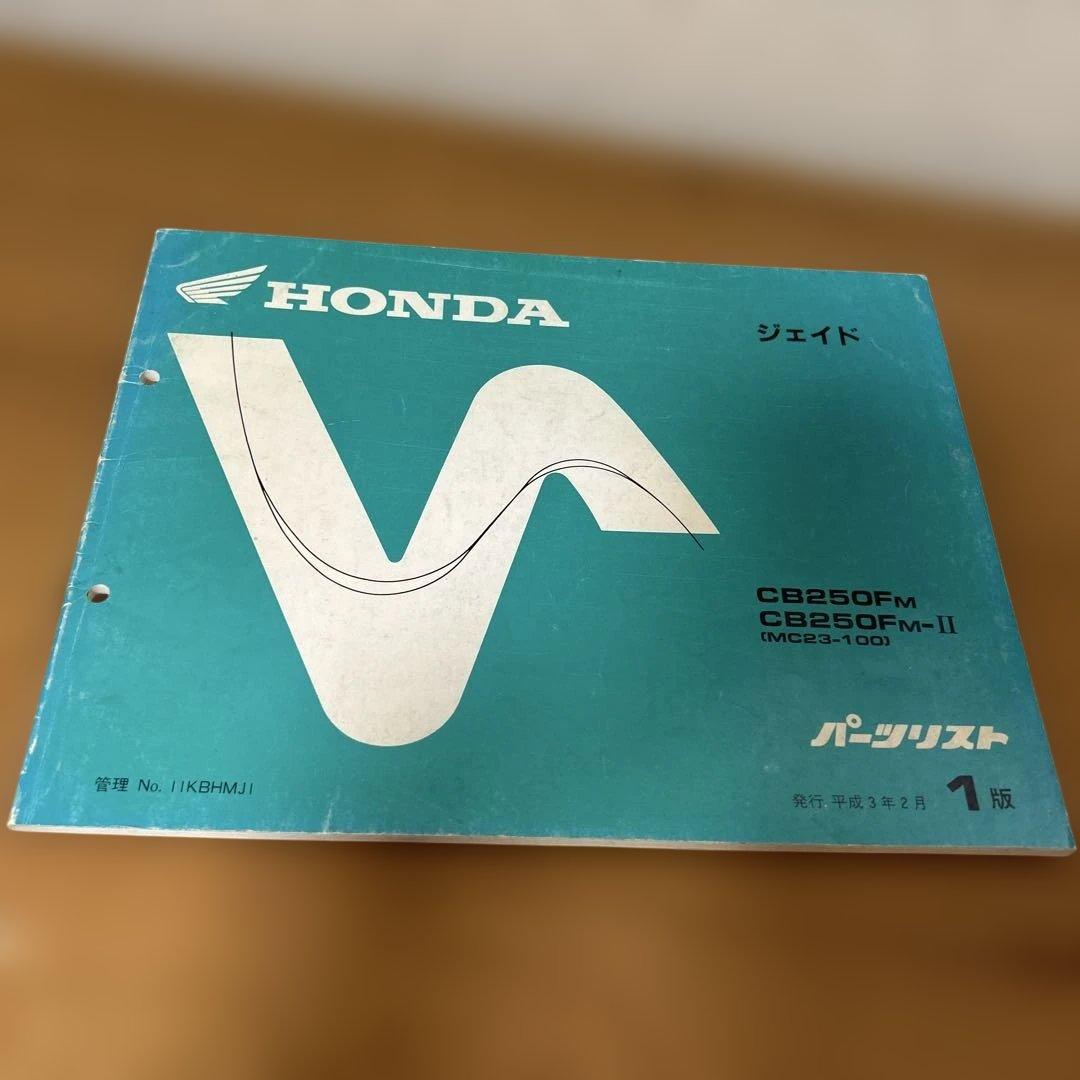 HONDA
ジェイド
CB250FM
CB250FM-II
(MC23-100)
パーツリスト
管理 No. 11KBHMJ1
発行.平成3年2月 1版